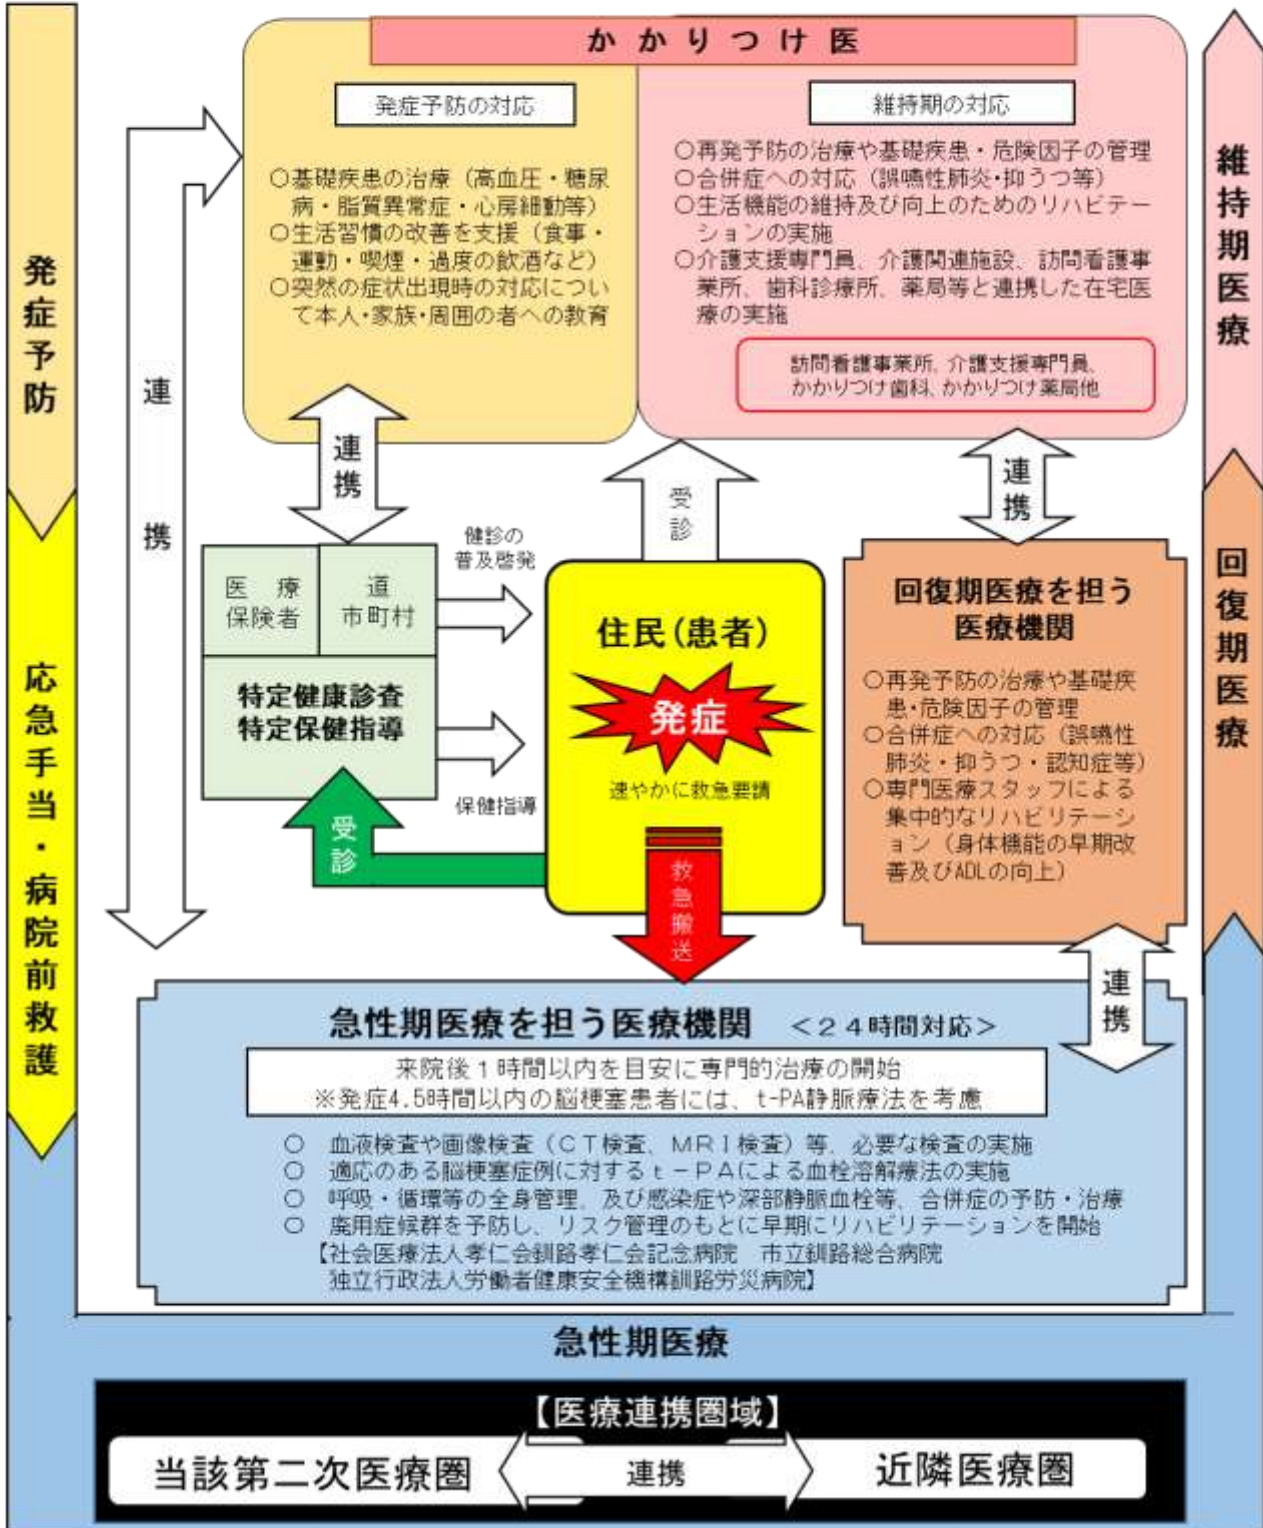 かかりつけ医
発症予防の対応
○基礎疾患の治療（高血圧・糖尿
病・脂質異常症・心房細動等）
○生活習慣の改善を支援（食事・
運動・喫煙・過度の飲酒など）
○突然の症状出現時の対応につい
て本人・家族・周囲の者への教育
維持期の対応
○再発予防の治療や基礎疾患・危険因子の管理
○合併症への対応（誤嚥性肺炎・抑うつ等）
○生活機能の維持及び向上のためのリハビテー
ションの実施
○介護支援専門員、介護関連施設、訪問看護事
業所、歯科診療所、薬局等と連携した在宅医
療の実施
訪問看護事業所、介護支援専門員、
かかりつけ歯科、かかりつけ薬局他
発症予防
応急手当・病院前救護
維持期医療
回復期医療
連携
連携
受診
連携
医療
保険者
道
市町村
特定健康診査
特定保健指導
健診の
普及啓発
保健指導
受診
住民（患者）
発症
速やかに救急要請
救急搬送
回復期医療を担う
医療機関
○再発予防の治療や基礎疾
患・危険因子の管理
○合併症への対応（誤嚥性
肺炎・抑うつ・認知症等）
○専門医療スタッフによる
集中的なリハビリテーシ
ョン（身体機能の早期改
善及びADLの向上）
連携
急性期医療を担う医療機関 ＜２４時間対応＞
来院後１時間以内を目安に専門的治療の開始
※発症4.5時間以内の脳梗塞患者には、t-PA静脈療法を考慮
○ 血液検査や画像検査（ＣＴ検査、ＭＲＩ検査）等、必要な検査の実施
○ 適応のある脳梗塞症例に対するｔ－ＰＡによる血栓溶解療法の実施
○ 呼吸・循環等の全身管理、及び感染症や深部静脈血栓等、合併症の予防・治療
○ 廃用症候群を予防し、リスク管理のもとに早期にリハビリテーションを開始
【社会医療法人孝仁会釧路孝仁会記念病院 市立釧路総合病院
独立行政法人労働者健康安全機構釧路労災病院】
急性期医療
【医療連携圏域】
当該第二次医療圏
連携
近隣医療圏